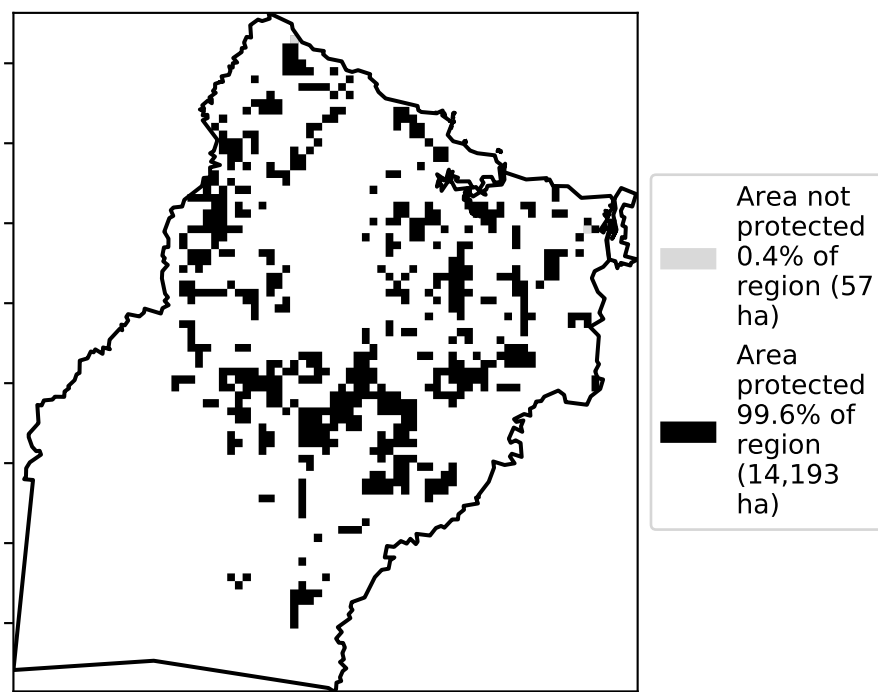 Area not
protected
0.4% of
region (57
ha)
Area
protected
99.6% of
region
(14,193
ha)